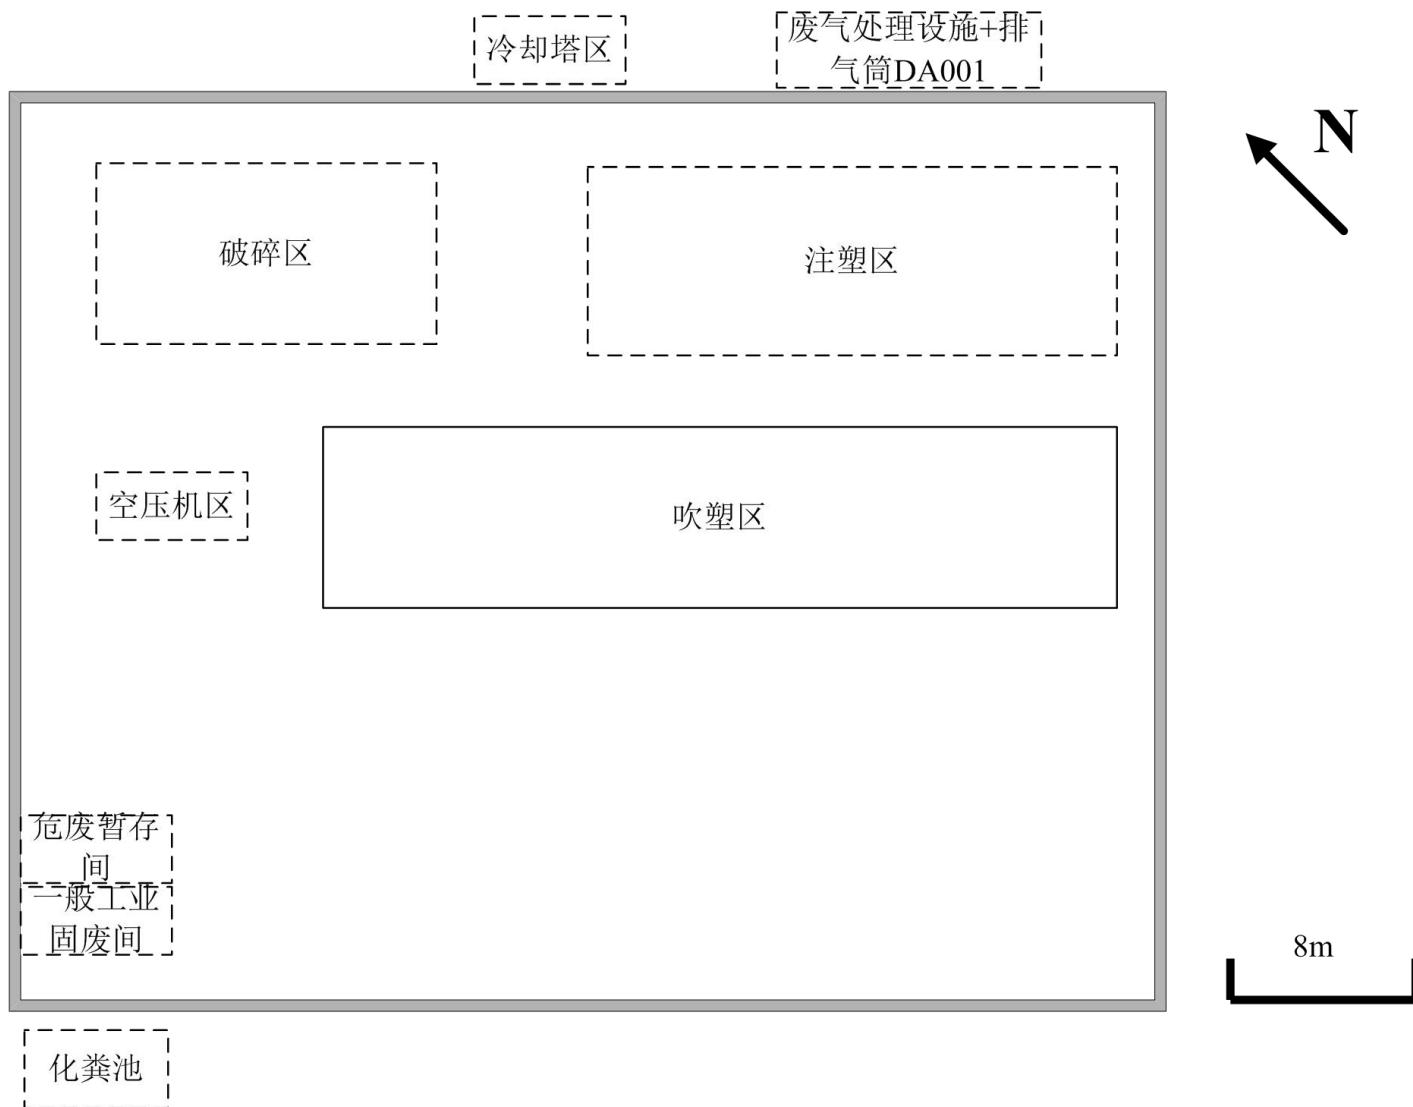 冷却塔区
废气处理设施+排
气筒DA001
N
破碎区
注塑区
空压机区
吹塑区
危废暂存
间
一般工业
固废间
8m
化粪池